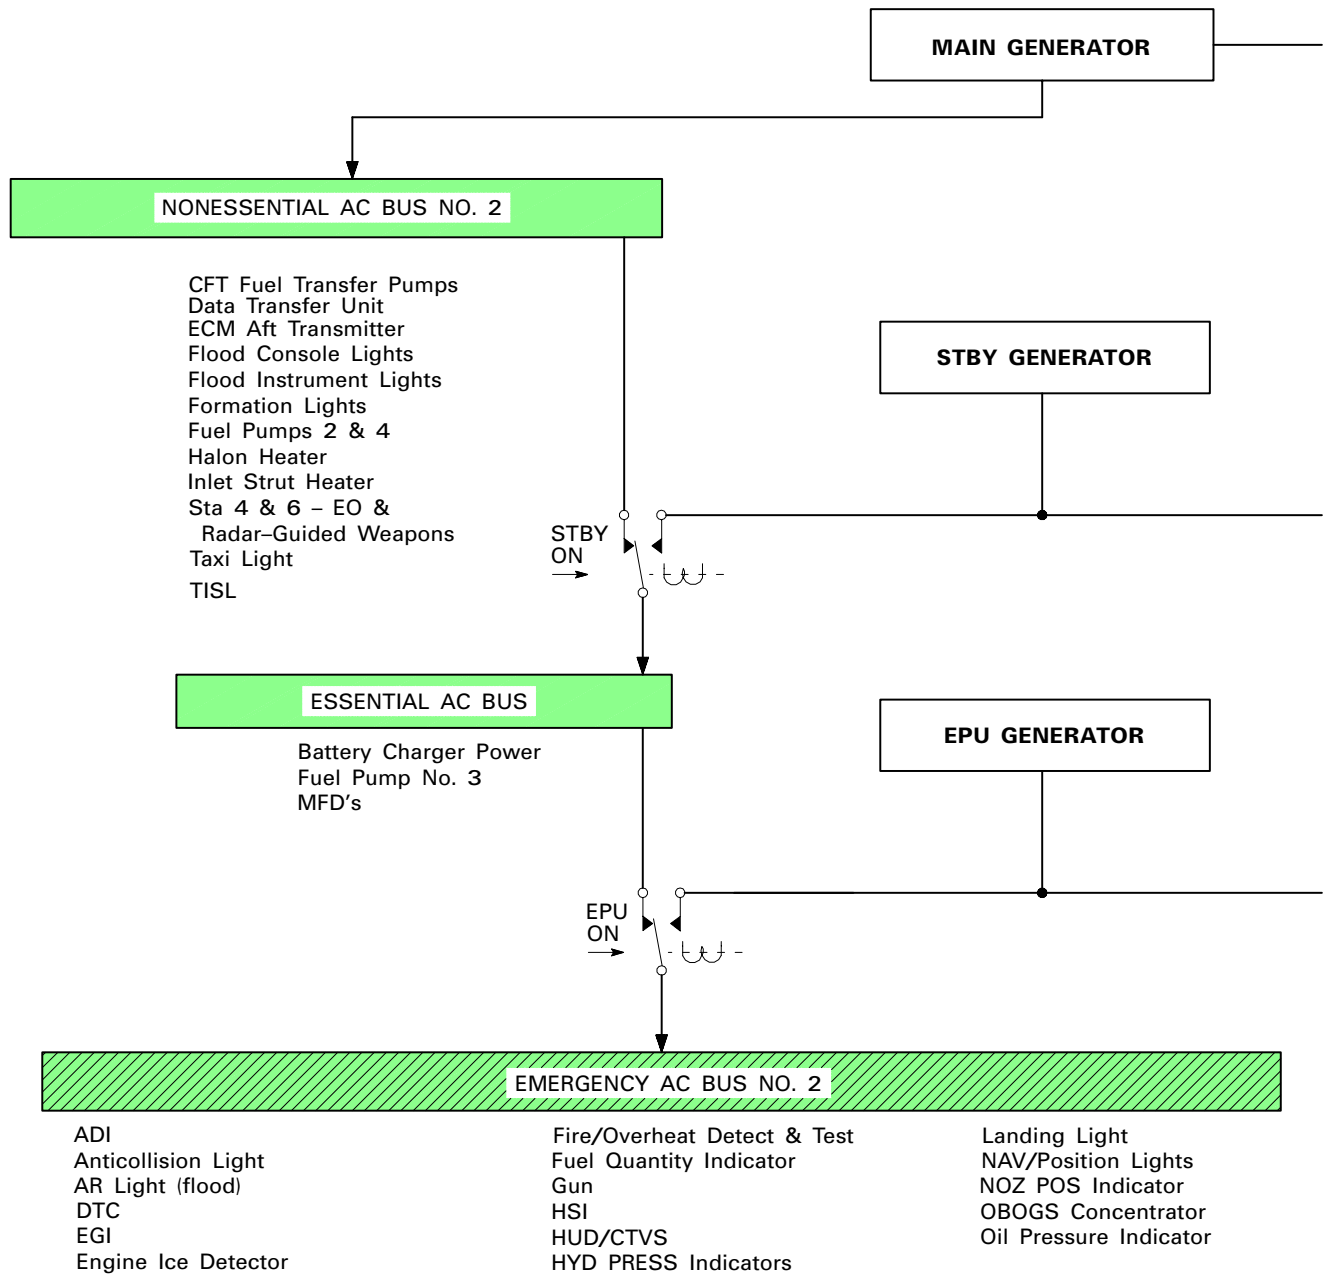 MAIN GENERATOR
NONESSENTIAL AC BUS NO. 2
CFT Fuel Transfer Pumps
Data Transfer Unit
ECM Aft Transmitter
Flood Console Lights
Flood Instrument Lights
Formation Lights
Fuel Pumps 2 & 4
Halon Heater
Inlet Strut Heater
Sta 4 & 6 – EO &
Radar–Guided Weapons
Taxi Light
TISL
STBY GENERATOR
STBY
ON
ESSENTIAL AC BUS
Battery Charger Power
Fuel Pump No. 3
MFD's
EPU GENERATOR
EPU
ON
EMERGENCY AC BUS NO. 2
ADI
Anticollision Light
AR Light (flood)
DTC
EGI
Engine Ice Detector
Fire/Overheat Detect & Test
Fuel Quantity Indicator
Gun
HSI
HUD/CTVS
HYD PRESS Indicators
Landing Light
NAV/Position Lights
NOZ POS Indicator
OBOGS Concentrator
Oil Pressure Indicator